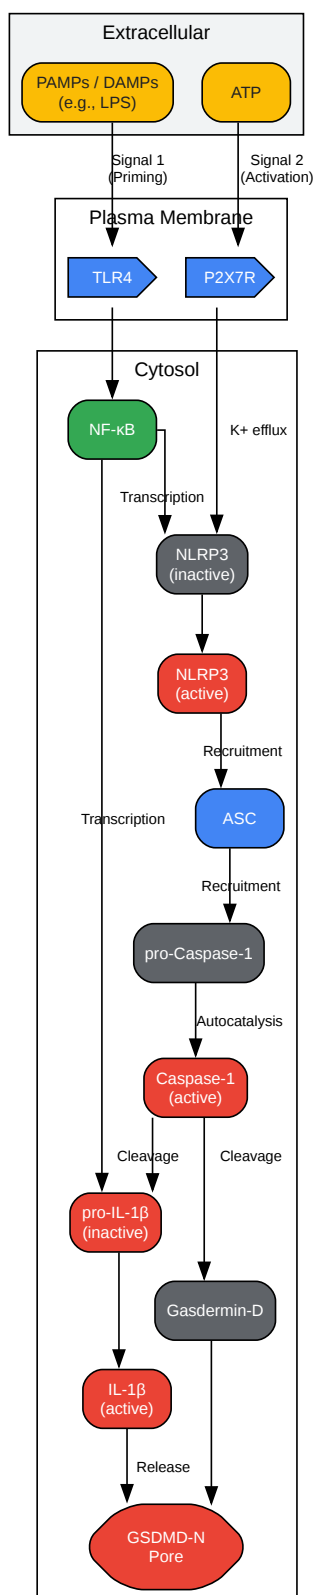 Extracellular
PAMPs / DAMPs
(e.g., LPS)
ATP
Signal 1
(Priming)
Signal 2
(Activation)
Plasma Membrane
TLR4
P2X7R
Cytosol
NF-κB
K+ efflux
Transcription
NLRP3
(inactive)
NLRP3
(active)
Recruitment
Transcription
ASC
Recruitment
pro-Caspase-1
Autocatalysis
Caspase-1
(active)
Cleavage
Cleavage
pro-IL-1β
(inactive)
Gasdermin-D
IL-1β
(active)
Release
GSDMD-N
Pore